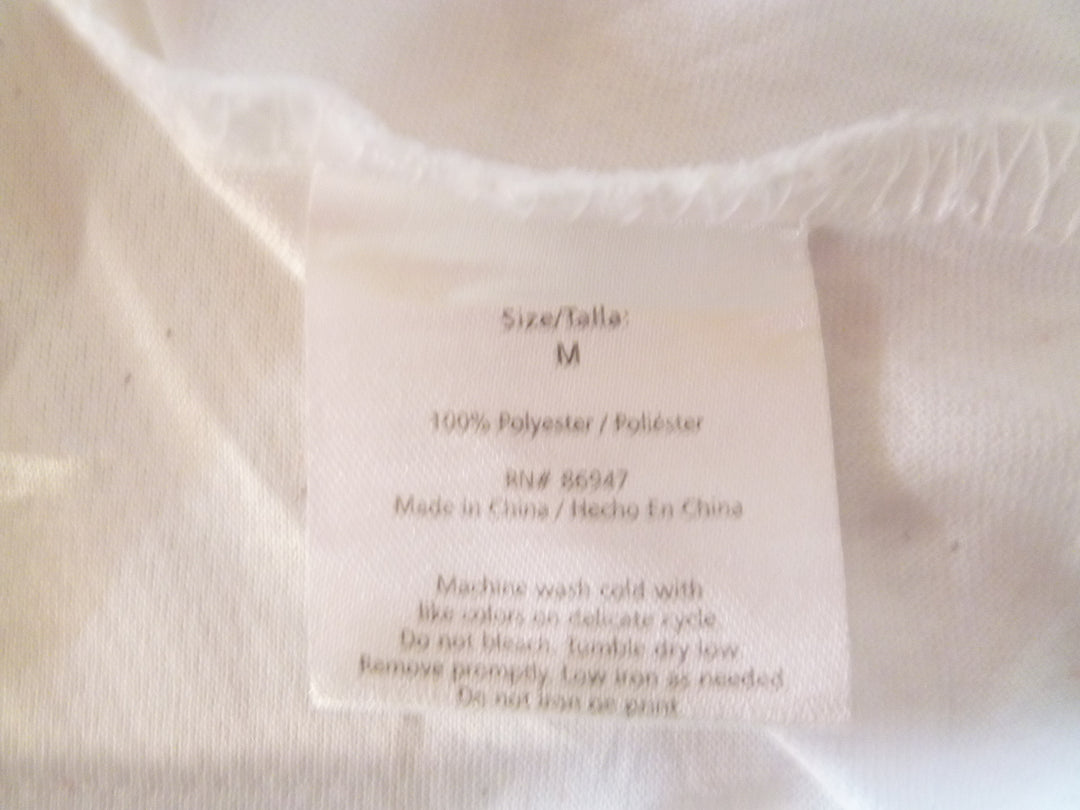 Size/Talla:
M
100% Polyester / Poliéster
RN# 86947
Made in China / Hecho En China
Machine wash cold with
like colors on delicate cycle
Do not bleach. Tumble dry low
Remove promptly. Low iron as needed
Do not iron on print